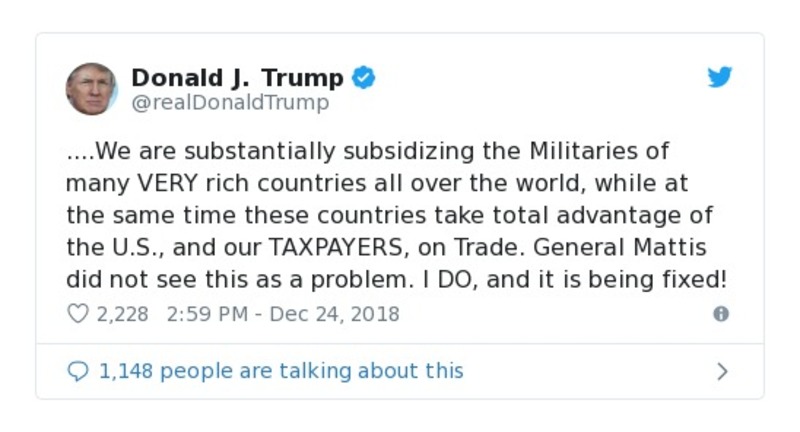 Donald J. Trump
@realDonaldTrump
....We are substantially subsidizing the Militaries of
many VERY rich countries all over the world, while at
the same time these countries take total advantage of
the U.S., and our TAXPAYERS, on Trade. General Mattis
did not see this as a problem. I DO, and it is being fixed!
2,228 2:59 PM - Dec 24, 2018
1,148 people are talking about this